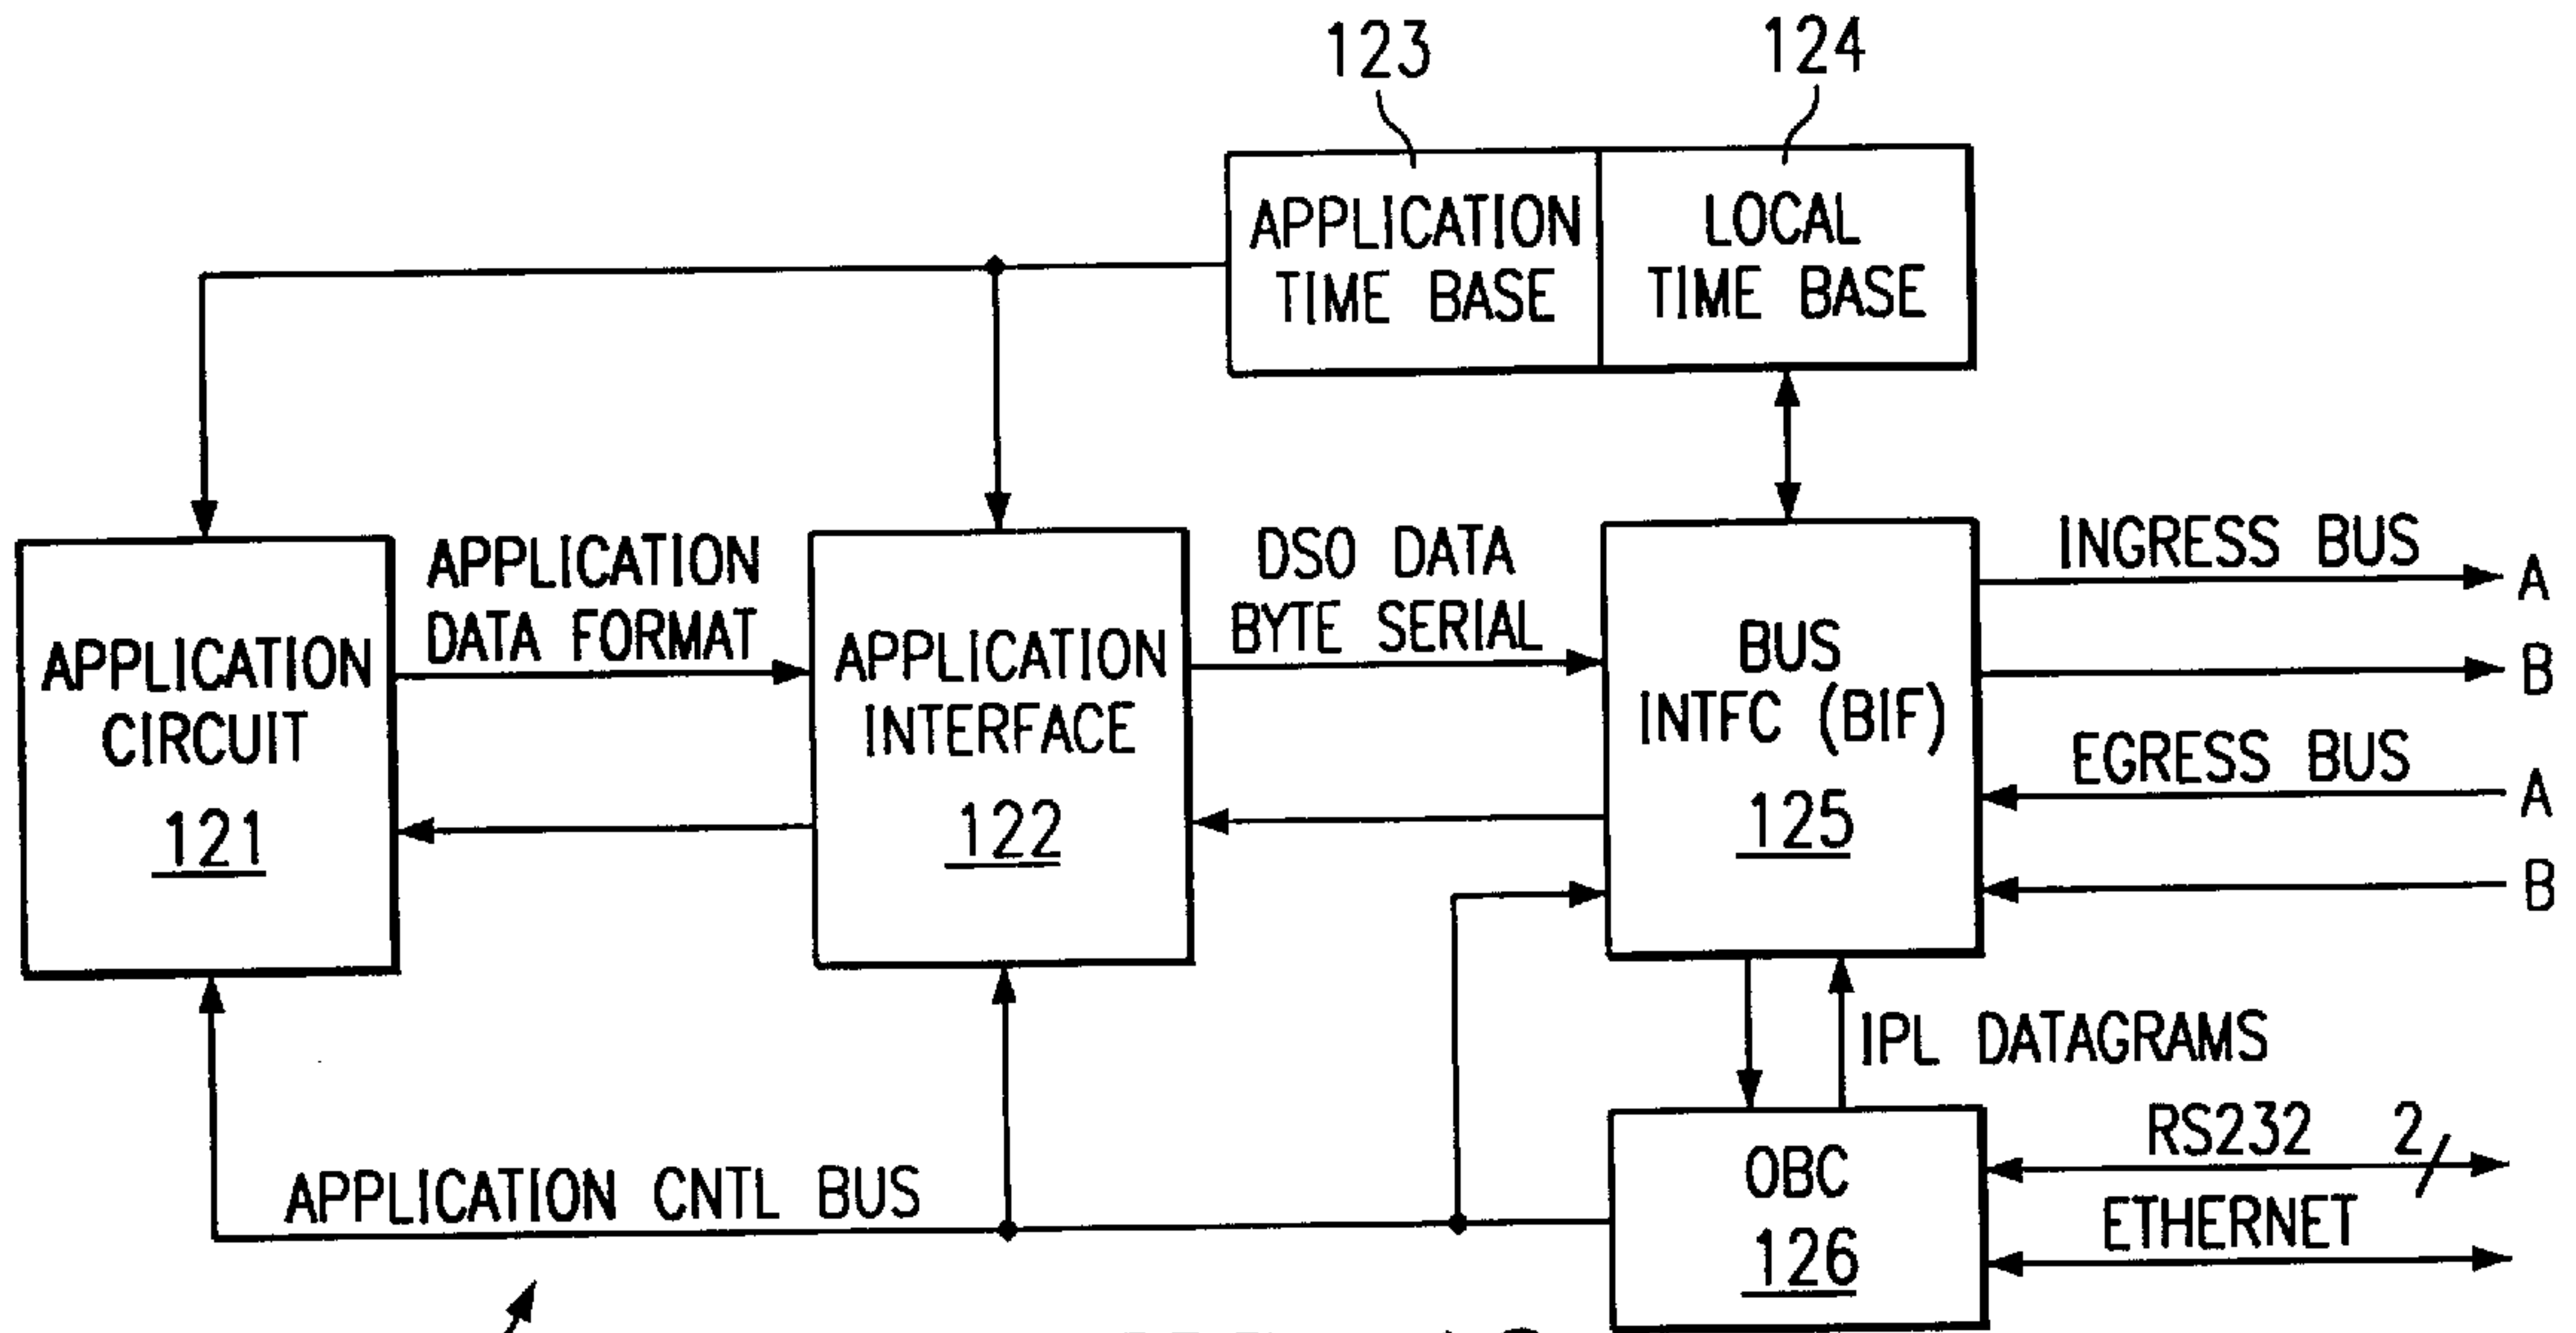 123
124
APPLICATION
TIME BASE
LOCAL
TIME BASE
APPLICATION
CIRCUIT
121
APPLICATION
DATA FORMAT
APPLICATION
INTERFACE
122
DSO DATA
BYTE SERIAL
BUS
INTFC (BIF)
125
INGRESS BUS
A
B
EGRESS BUS
A
B
IPL DATAGRAMS
APPLICATION CNTL BUS
OBC
126
RS232 2/
ETHERNET